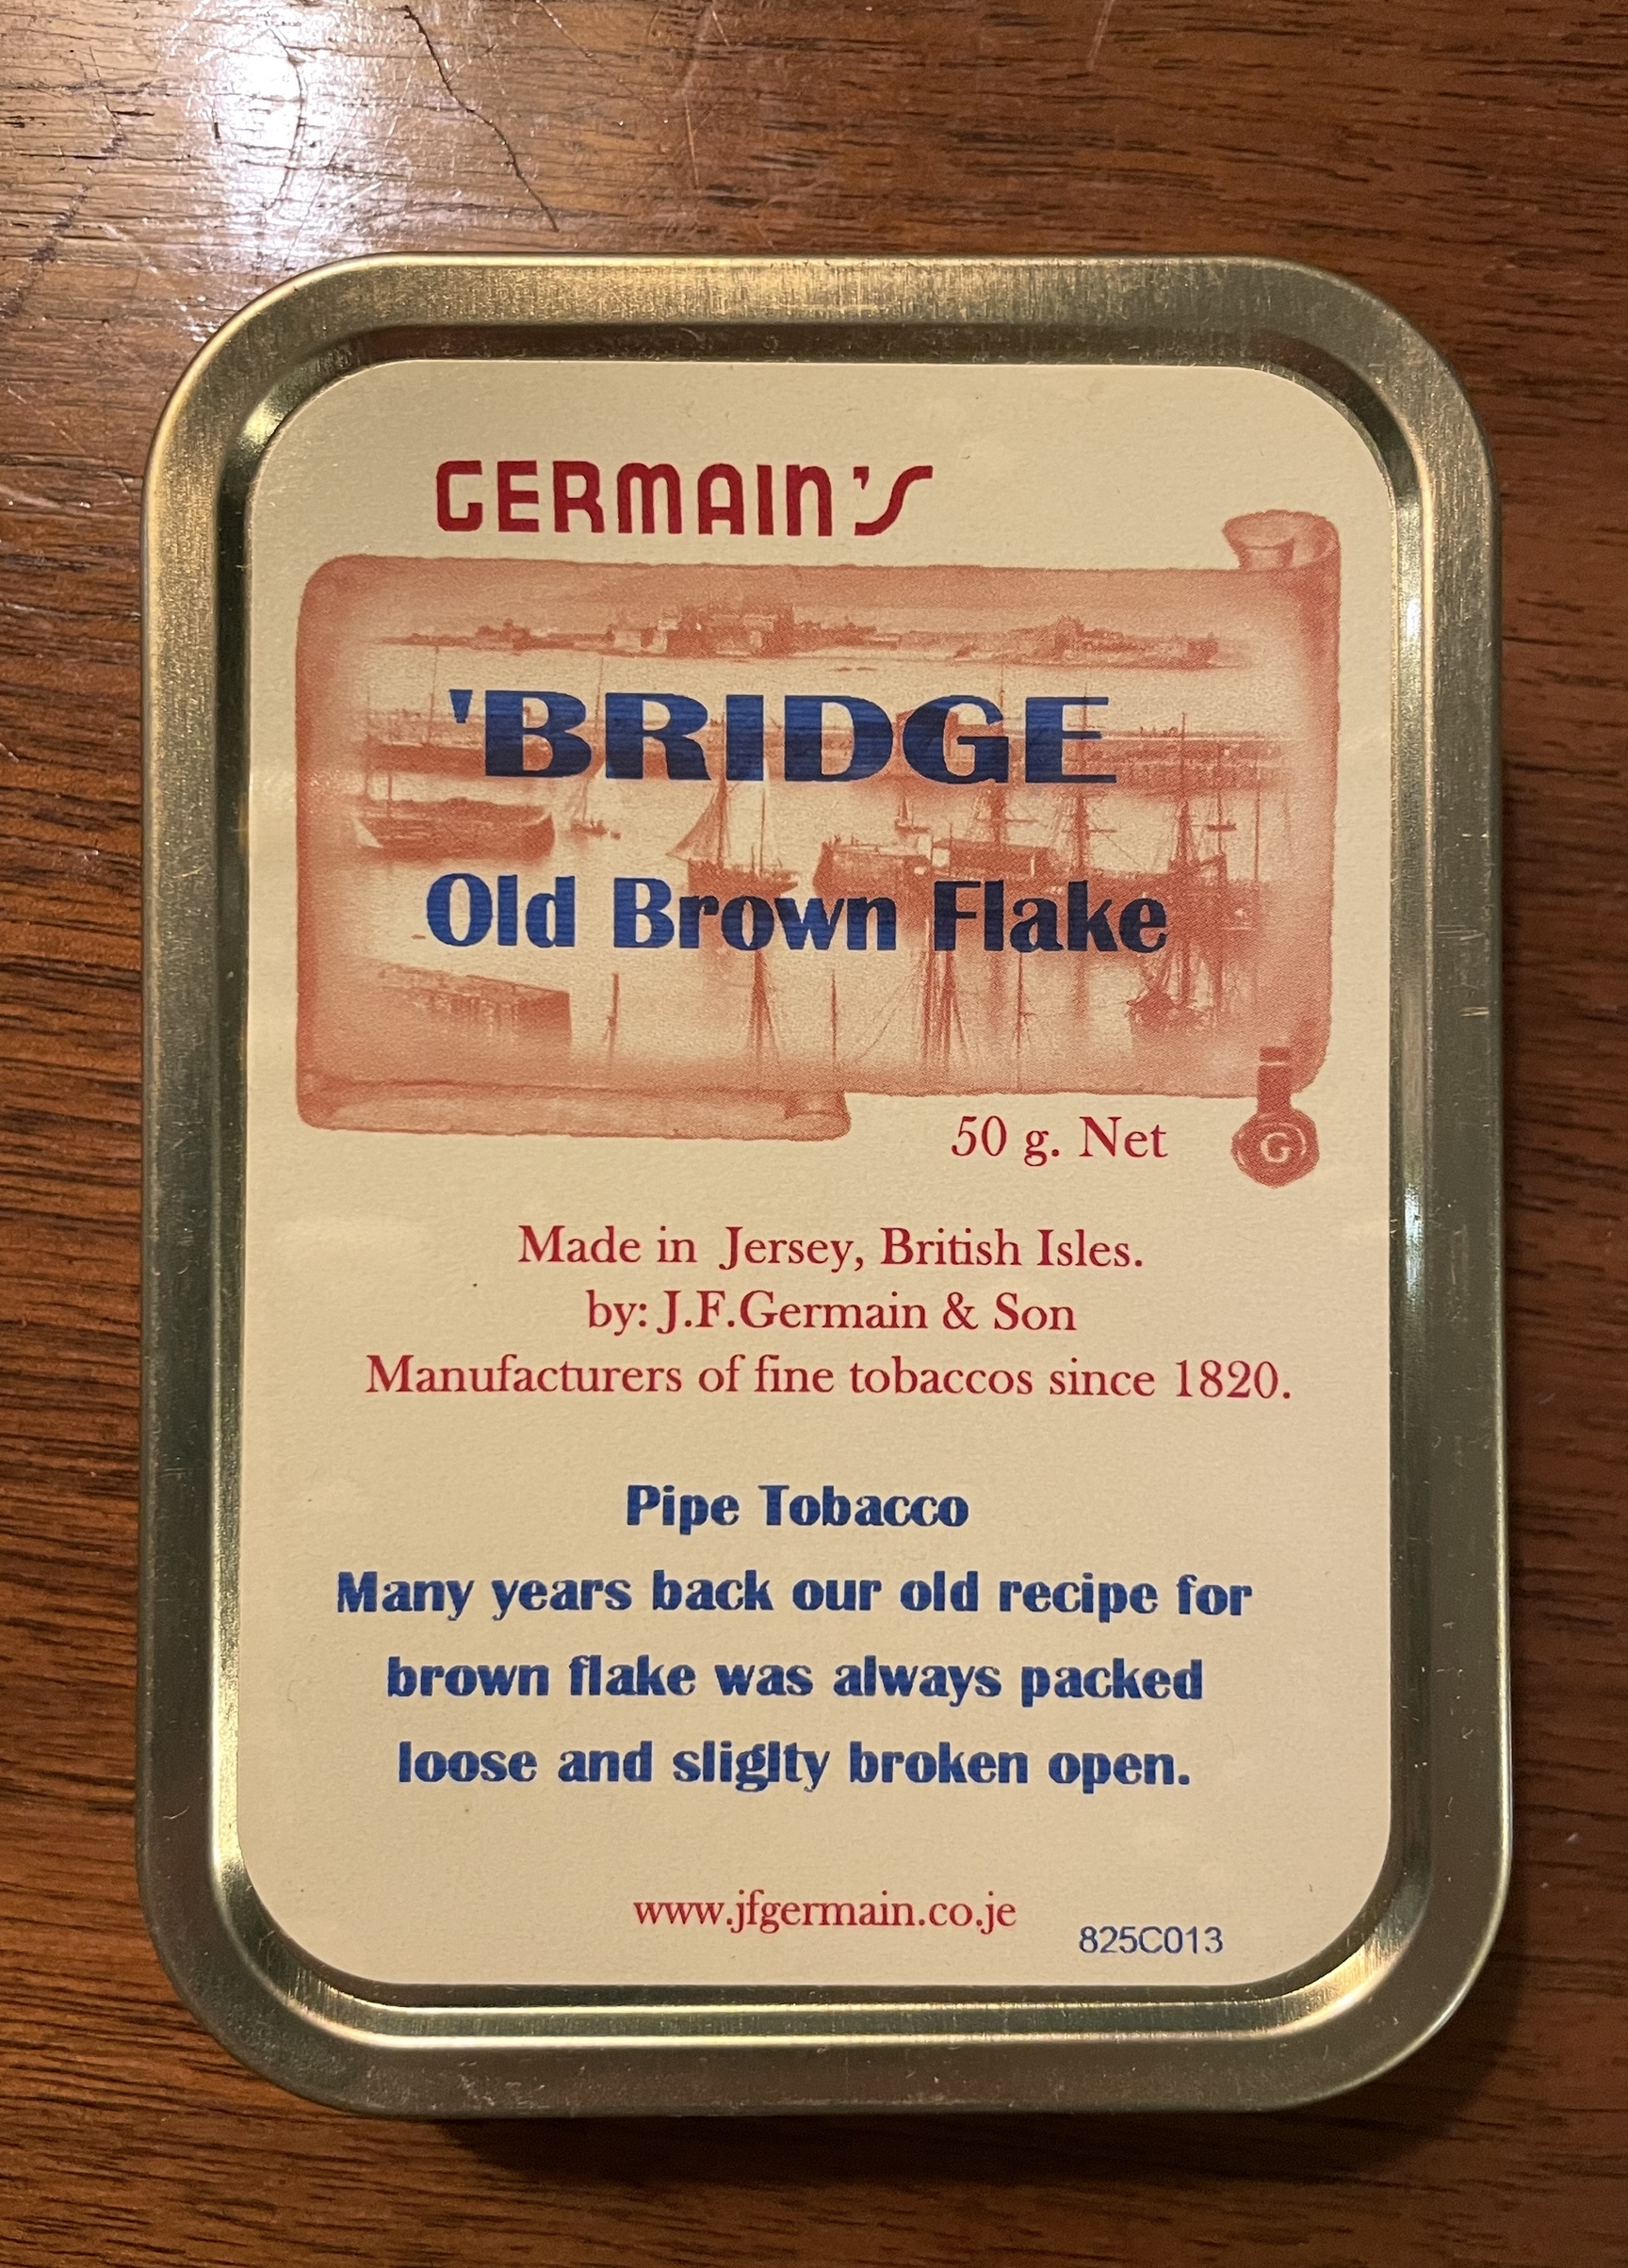 GERMAIN'S
'BRIDGE
Old Brown Flake
50 g. Net
G
Made in Jersey, British Isles.
by: J.F.Germain & Son
Manufacturers of fine tobaccos since 1820.
Pipe Tobacco
Many years back our old recipe for
brown flake was always packed
loose and sliglty broken open.
www.jfgermain.co.je
825C013